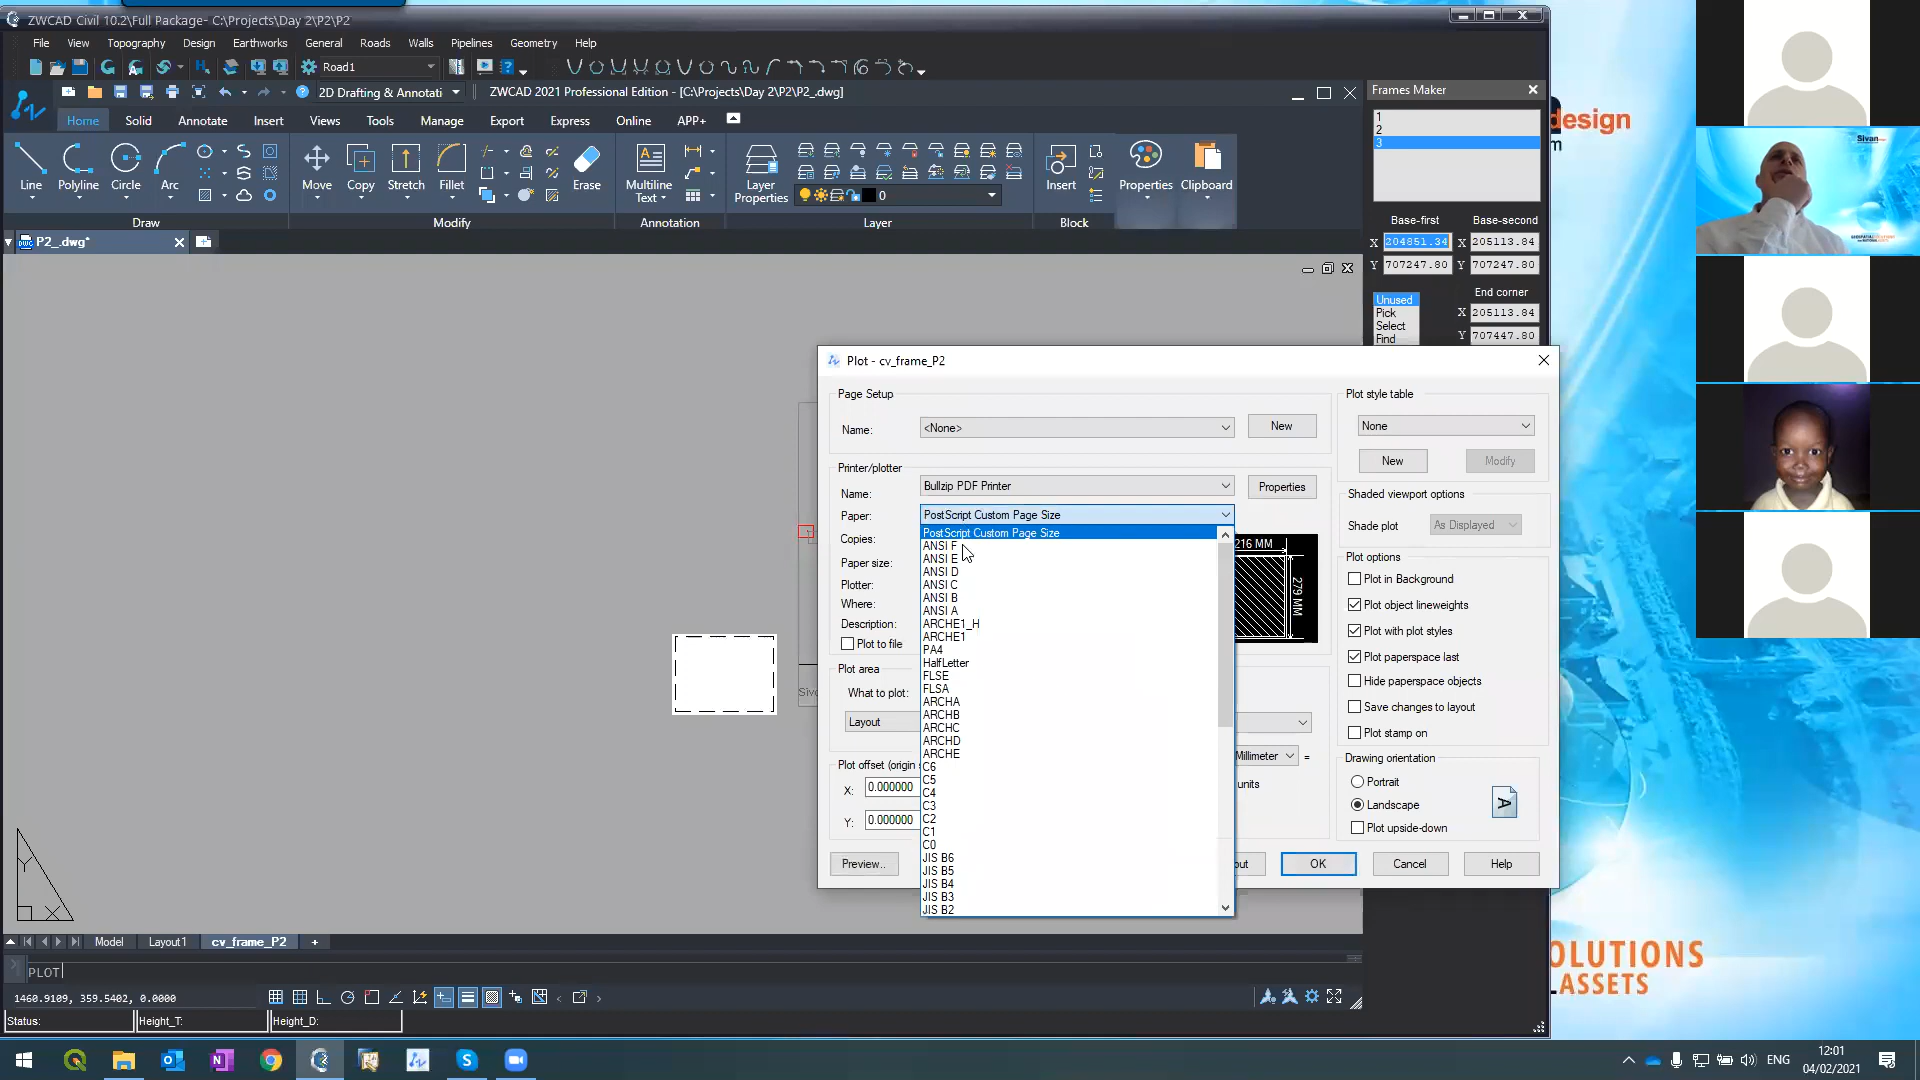 ZWCAD Civil 10.2\Full Package- C:\Projects\Day 2\P2\P2
File View Topography Design Earthworks General Roads Walls Pipelines Geometry Help
Road1
2D Drafting & Annotati
ZWCAD 2021 Professional Edition - [C:\Projects\Day 2\P2\P2_.dwg]
Home Solid Annotate Insert Views Tools Manage Export Express Online APP+
Line Polyline Circle Arc
Move Copy Stretch Fillet Erase
Multiline Text
Layer Properties
0
Insert
Properties
Clipboard
Draw Modify Annotation Layer Block
P2_.dwg*
Frames Maker
1
2
3
Base-first Base-second
X 204851.34 X 205113.84
Y 707247.80 Y 707247.80
Unused
Pick
Select
Find
End corner
X 205113.84
Y 707447.80
design
Sivan
Plot - cv_frame_P2
Page Setup
Name: <None> New
Printer/plotter
Name: Bullzip PDF Printer Properties
Paper: PostScript Custom Page Size
Copies:
Paper size:
Plotter:
Where:
Description:
Plot to file
PostScript Custom Page Size
ANSI F
ANSI E
ANSI D
ANSI C
ANSI B
ANSI A
ARCHE1_H
ARCHE1
PA4
HalfLetter
FLSE
FLSA
ARCHA
ARCHB
ARCHC
ARCHD
ARCHE
C6
C5
C4
C3
C2
C1
C0
JIS B6
JIS B5
JIS B4
JIS B3
JIS B2
216 MM
279 MM
Plot area
What to plot:
Layout
Millimeter =
units
Plot offset (origin
X: 0.000000
Y: 0.000000
Preview..
out
OK
Cancel
Help
Plot style table
None
New Modify
Shaded viewport options
Shade plot As Displayed
Plot options
Plot in Background
Plot object lineweights
Plot with plot styles
Plot paperspace last
Hide paperspace objects
Save changes to layout
Plot stamp on
Drawing orientation
Portrait
Landscape
Plot upside-down
A
Y
X
Model Layout1 cv_frame_P2 +
PLOT
1460.9109, 359.5402, 0.0000
Status: Height_T: Height_D:
OLUTIONS
ASSETS
ENG
12:01
04/02/2021